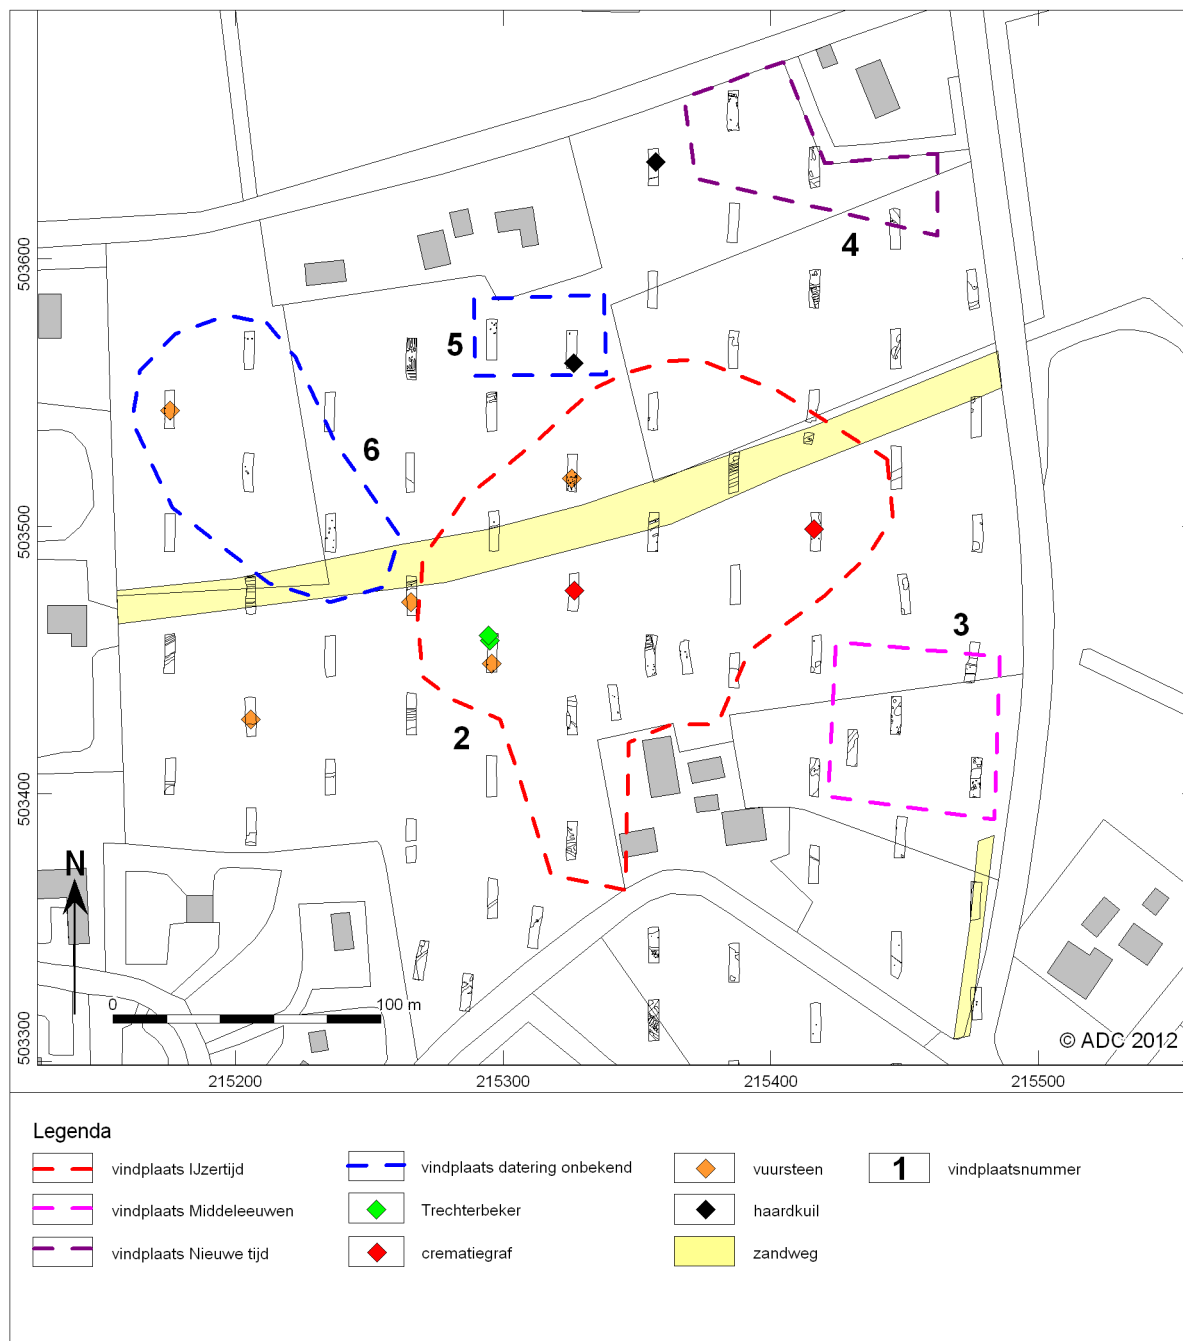 4
5
6
3
2
503600
503500
503400
503300
N
0
100 m
© ADC 2012
215200
215300
215400
215500
Legenda
vindplaats IJzertijd
vindplaats datering onbekend
vuursteen
1
vindplaatsnummer
vindplaats Middeleeuwen
Trechterbeker
haardkuil
vindplaats Nieuwe tijd
crematiegraf
zandweg